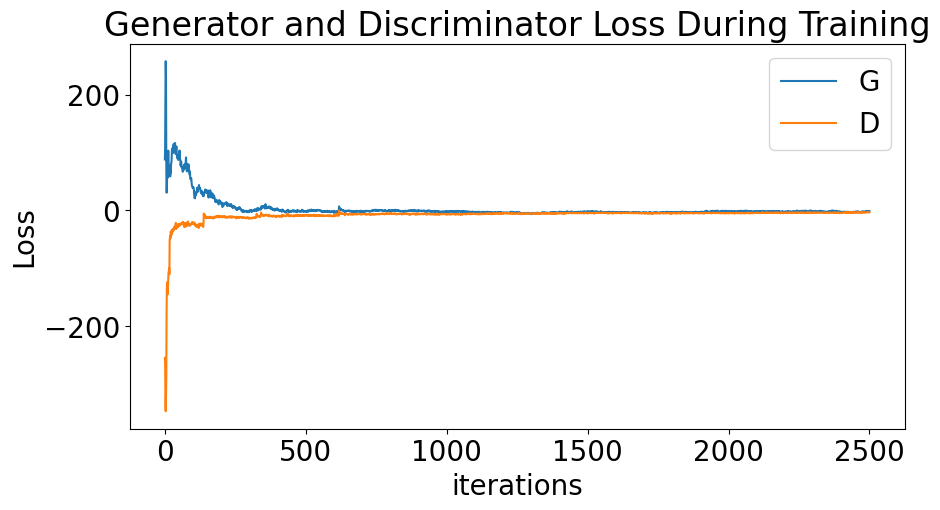 Generator and Discriminator Loss During Training
G
D
200
0
−200
Loss
0 500 1000 1500 2000 2500
iterations